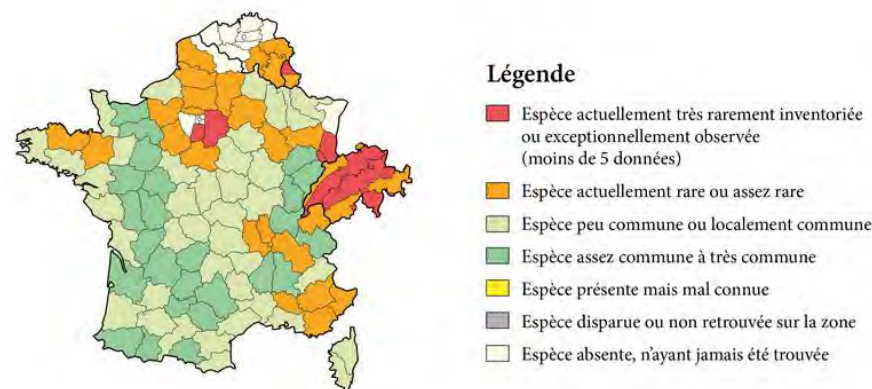 Légende
Espèce actuellement très rarement inventoriée
ou exceptionnellement observée
(moins de 5 données)
Espèce actuellement rare ou assez rare
Espèce peu commune ou localement commune
Espèce assez commune à très commune
Espèce présente mais mal connue
Espèce disparue ou non retrouvée sur la zone
Espèce absente, n'ayant jamais été trouvée